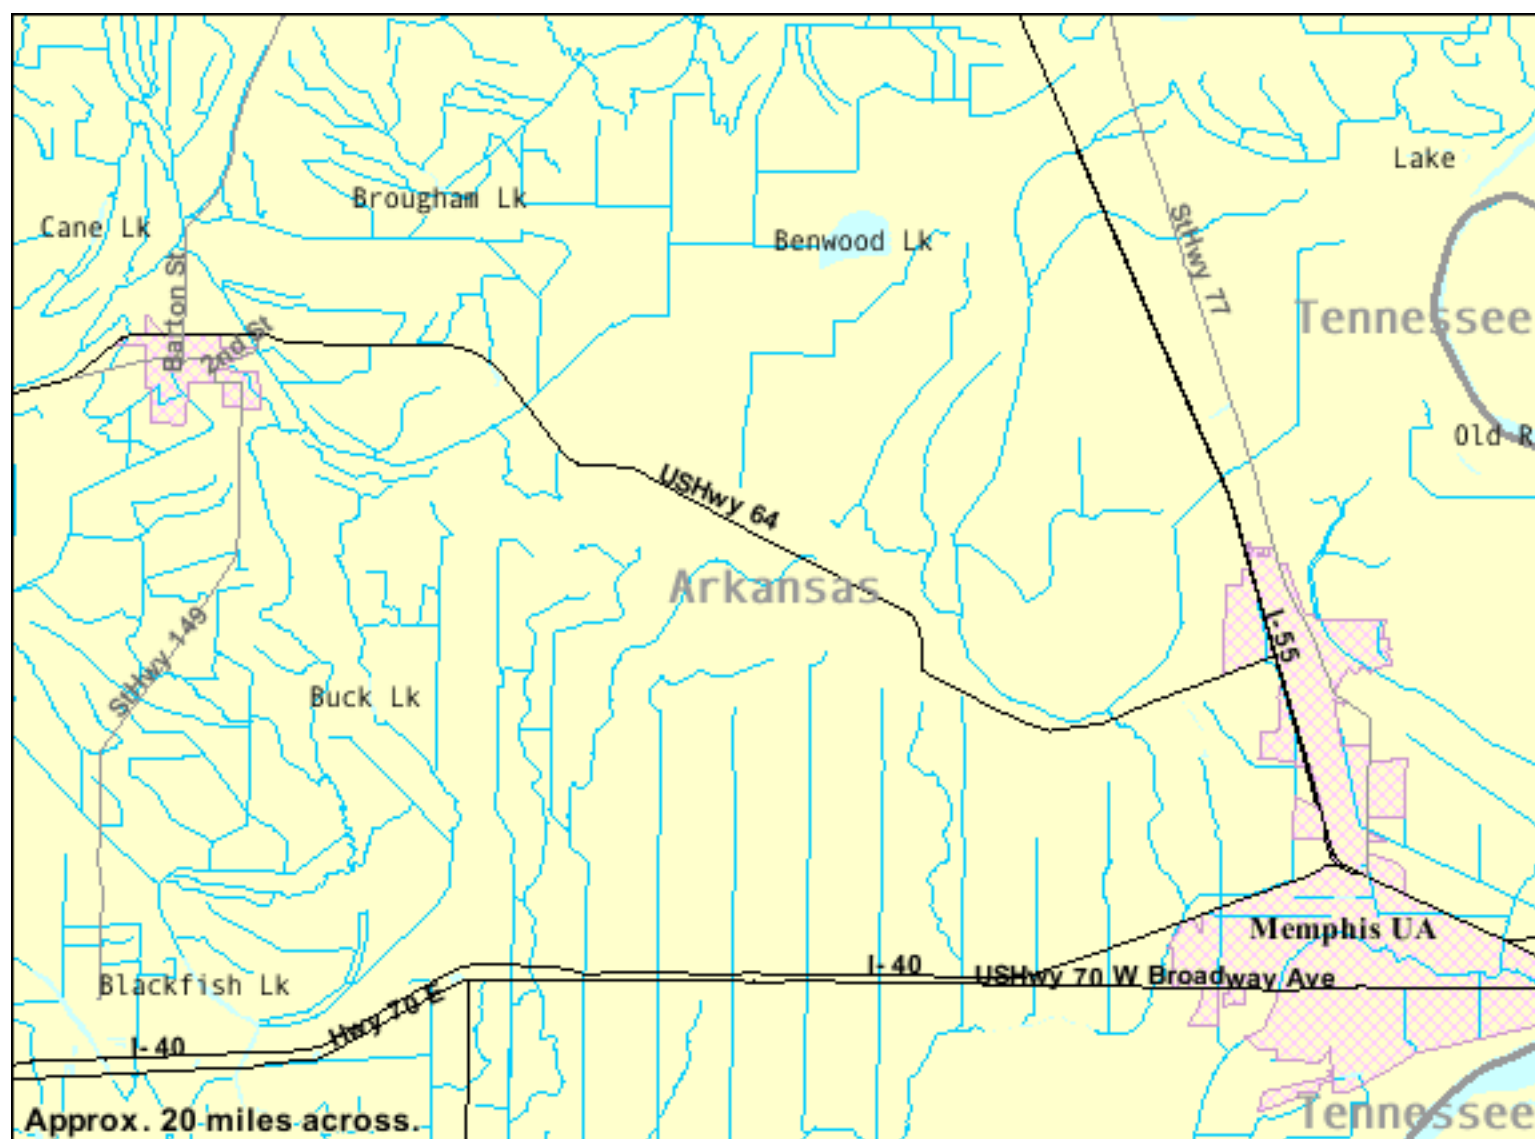 Lake
Brougham Lk
Cane Lk
Benwood Lk
StHwy 77
Barton St
2nd St
Tennessee
Old R
USHwy 64
Arkansas
I-55
StHwy 149
Buck Lk
Memphis UA
I-40
USHwy 70 W Broadway Ave
Blackfish Lk
Hwy 70 E
I-40
Approx. 20 miles across.
Tennessee